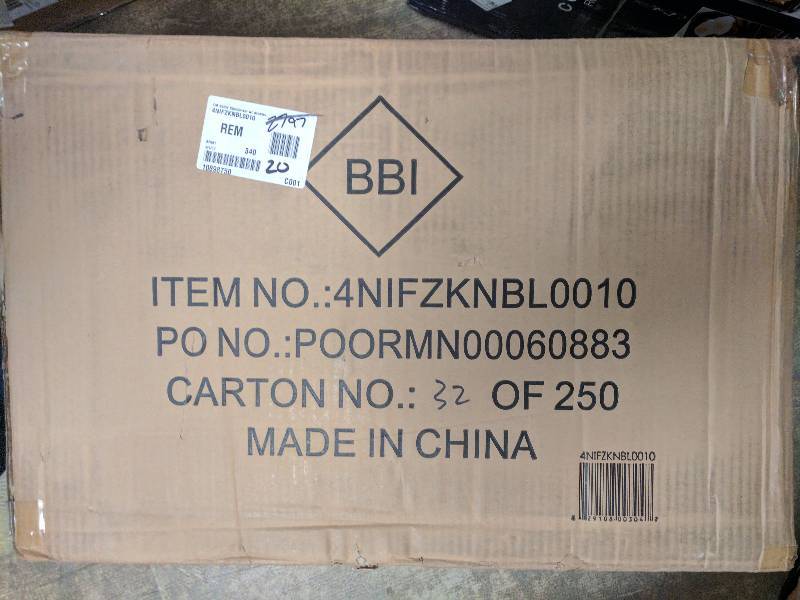 4NIFZKNBL0010
REM
340
20
10898750
C001
BBI
ITEM NO.:4NIFZKNBL0010
PO NO.:POORMN00060883
CARTON NO.: 32 OF 250
MADE IN CHINA
4NIFZKNBL0010